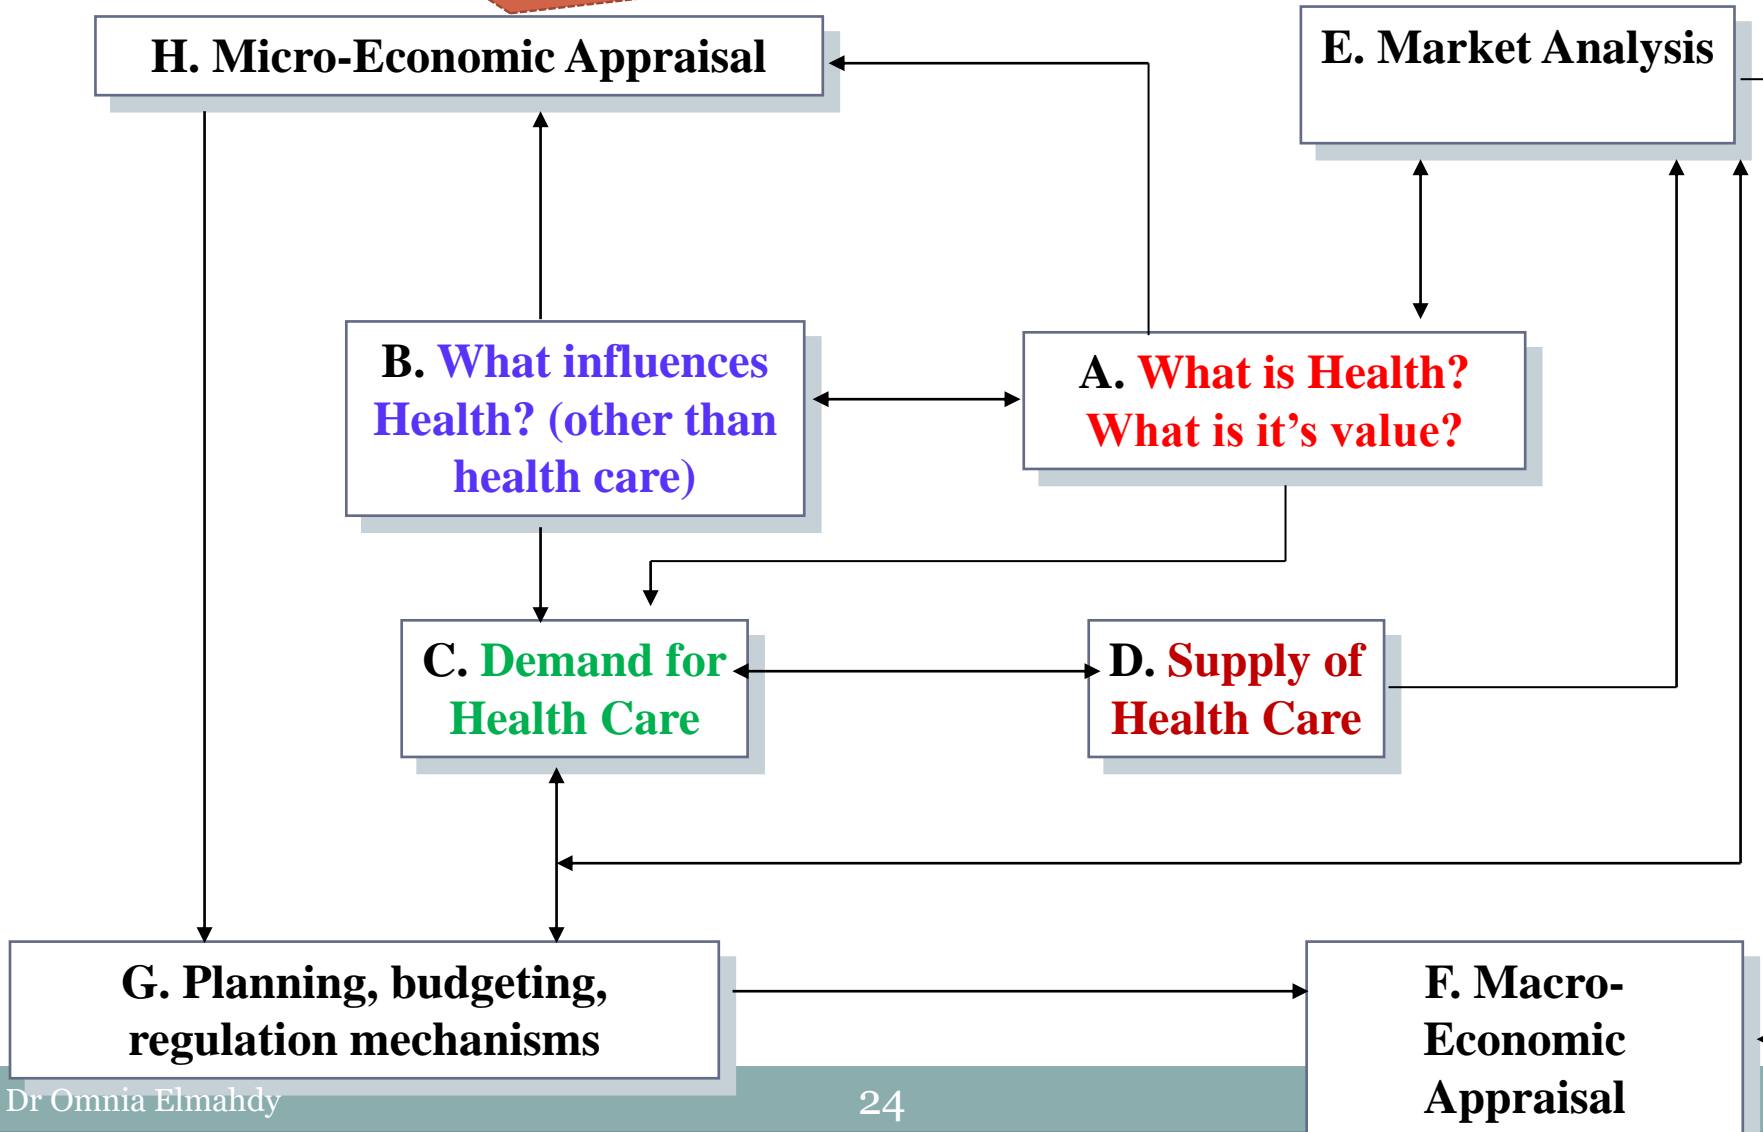 H. Micro-Economic Appraisal
E. Market Analysis
B. What influences
Health? (other than
health care)
A. What is Health?
What is it’s value?
C. Demand for
Health Care
D. Supply of
Health Care
G. Planning, budgeting,
regulation mechanisms
F. Macro-
Economic
Appraisal
Dr Omnia Elmahdy
24